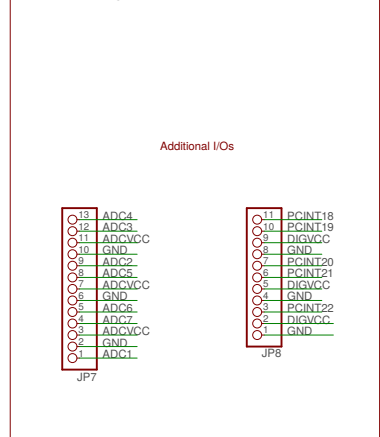 Additional I/Os
13 ADC4
12 ADC3
11 ADCVCC
10 GND
9 ADC2
8 ADC5
7 ADCVCC
6 GND
5 ADC6
4 ADC7
3 ADCVCC
2 GND
1 ADC1
JP7
11 PCINT18
10 PCINT19
9 DIGVCC
8 GND
7 PCINT20
6 PCINT21
5 DIGVCC
4 GND
3 PCINT22
2 DIGVCC
1 GND
JP8